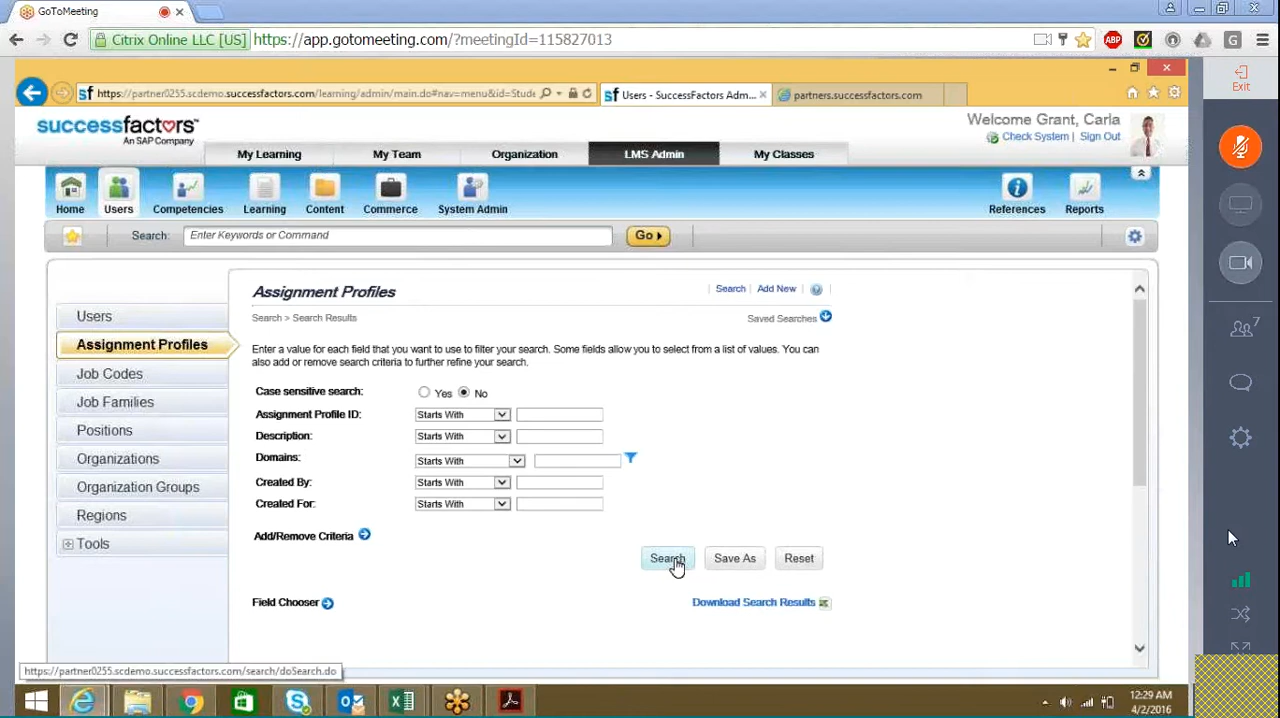 GoToMeeting
Citrix Online LLC [US] https://app.gotomeeting.com/?meetingId=115827013
ABP
G
sf https://partner0255.scdemo.successfactors.com/learning/admin/main.do#nav=menu&id=Stude
sf Users - SuccessFactors Adm...
partners.successfactors.com
Exit
successfactors
An SAP Company
Welcome Grant, Carla
Check System | Sign Out
My Learning
My Team
Organization
LMS Admin
My Classes
Home
Users
Competencies
Learning
Content
Commerce
System Admin
References
Reports
Search:
Enter Keywords or Command
Go
Assignment Profiles
Search
Add New
Search > Search Results
Saved Searches
Users
Assignment Profiles
Job Codes
Job Families
Positions
Organizations
Organization Groups
Regions
Tools
Enter a value for each field that you want to use to filter your search. Some fields allow you to select from a list of values. You can
also add or remove search criteria to further refine your search.
Case sensitive search: Yes No
Assignment Profile ID: Starts With
Description: Starts With
Domains: Starts With
Created By: Starts With
Created For: Starts With
Add/Remove Criteria
Search
Save As
Reset
Field Chooser
Download Search Results
7
https://partner0255.scdemo.successfactors.com/search/doSearch.do
12:29 AM
4/2/2016